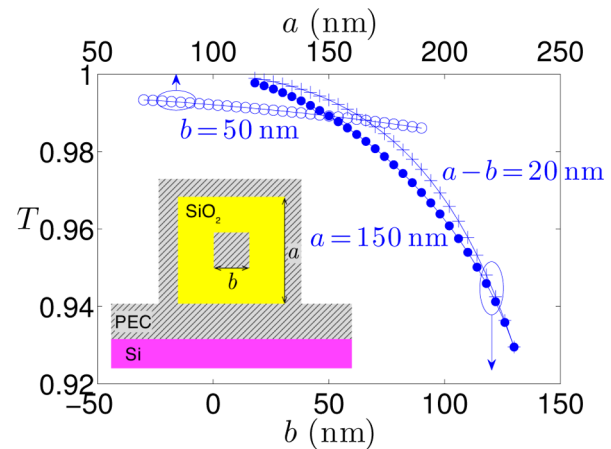 a (nm)
50 100 150 200 250
1
0.98
0.96
0.94
0.92
T
b = 50 nm
a − b = 20 nm
a = 150 nm
SiO₂
a
b
PEC
Si
−50 0 50 100 150
b (nm)